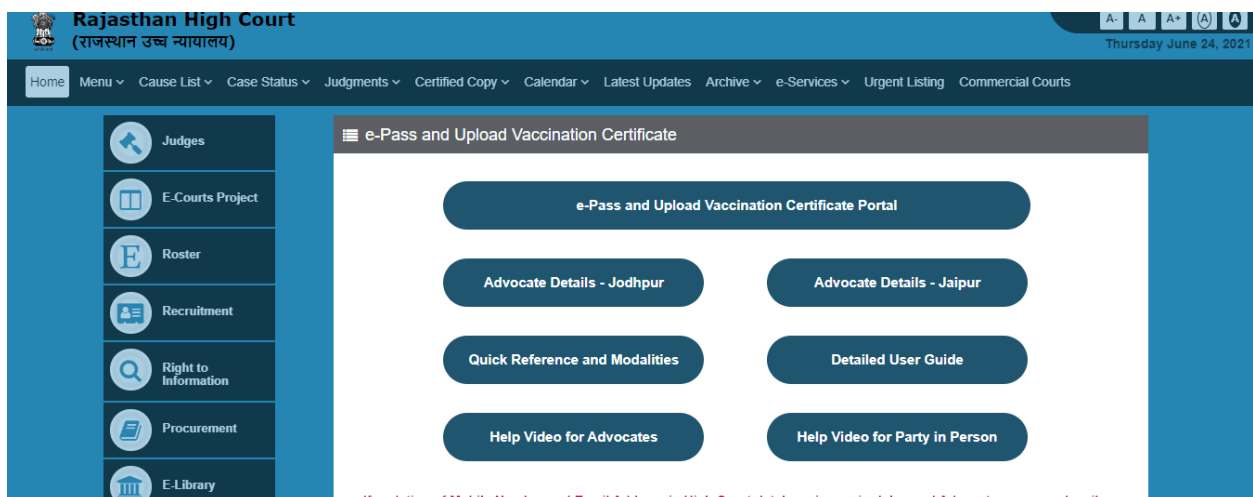 Rajasthan High Court
(राजस्थान उच्च न्यायालय)
A- A A+ A A
Thursday June 24, 2021
Home Menu Cause List Case Status Judgments Certified Copy Calendar Latest Updates Archive e-Services Urgent Listing Commercial Courts
Judges
E-Courts Project
E
Roster
Recruitment
Right to
Information
Procurement
E-Library
e-Pass and Upload Vaccination Certificate
e-Pass and Upload Vaccination Certificate Portal
Advocate Details - Jodhpur
Advocate Details - Jaipur
Quick Reference and Modalities
Detailed User Guide
Help Video for Advocates
Help Video for Party in Person